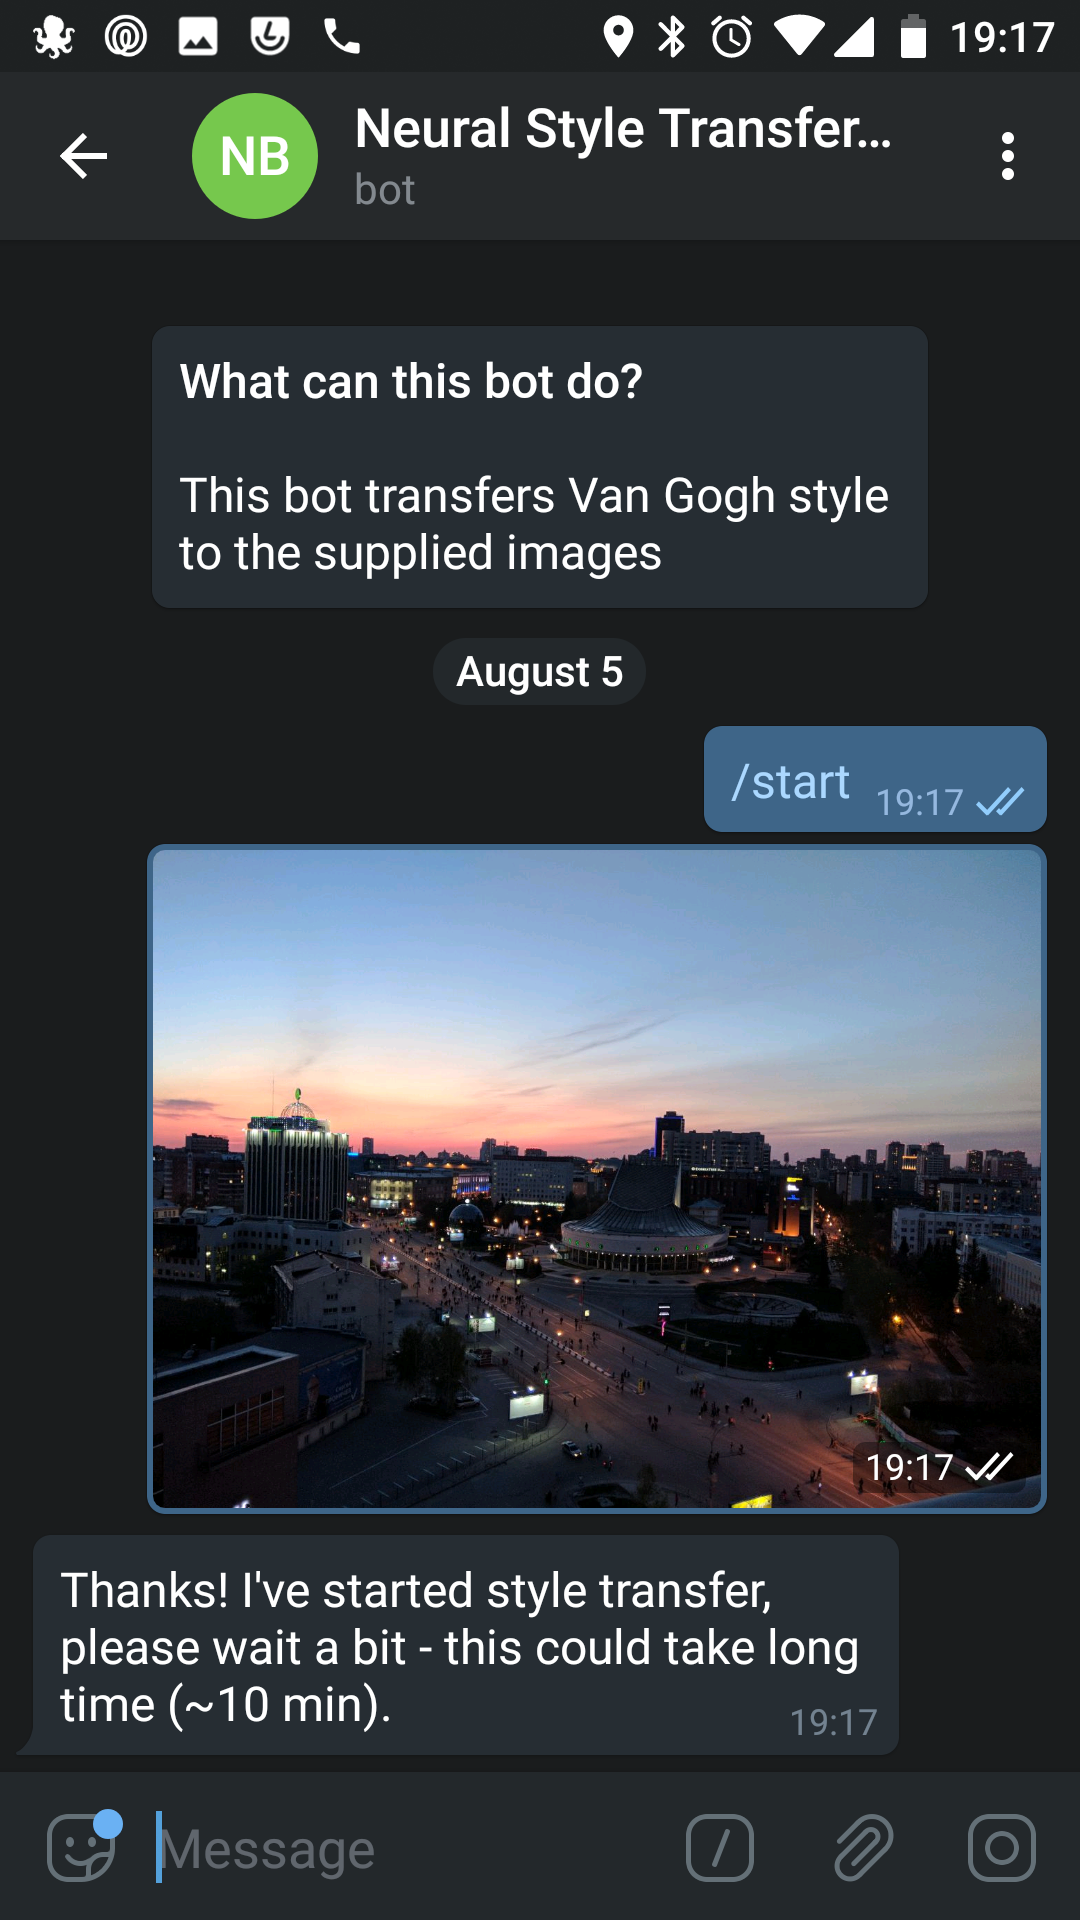 19:17
NB
Neural Style Transfer...
bot
What can this bot do?
This bot transfers Van Gogh style
to the supplied images
August 5
/start 19:17
19:17
Thanks! I've started style transfer,
please wait a bit - this could take long
time (~10 min).
19:17
Message